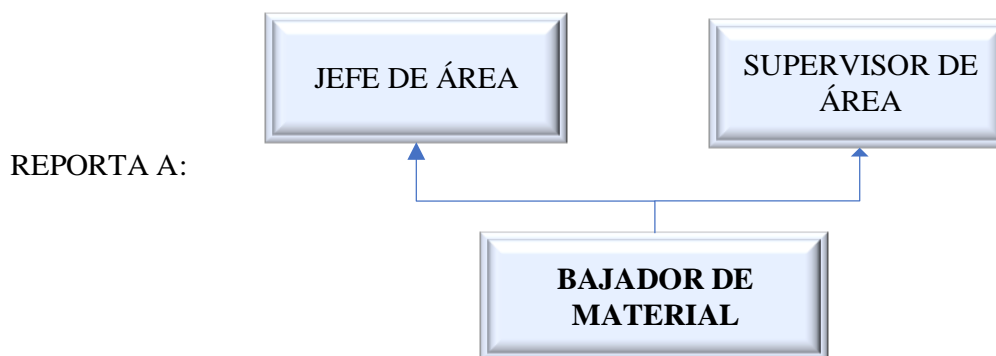 JEFE DE ÁREA
SUPERVISOR DE
ÁREA
REPORTA A:
BAJADOR DE
MATERIAL